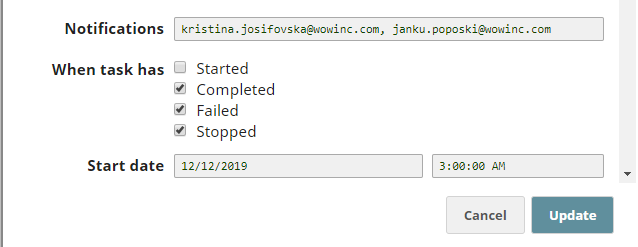 Notifications kristina.josifovska@wowinc.com, janku.poposki@wowinc.com
When task has Started
Completed
Failed
Stopped
Start date 12/12/2019 3:00:00 AM
Cancel Update